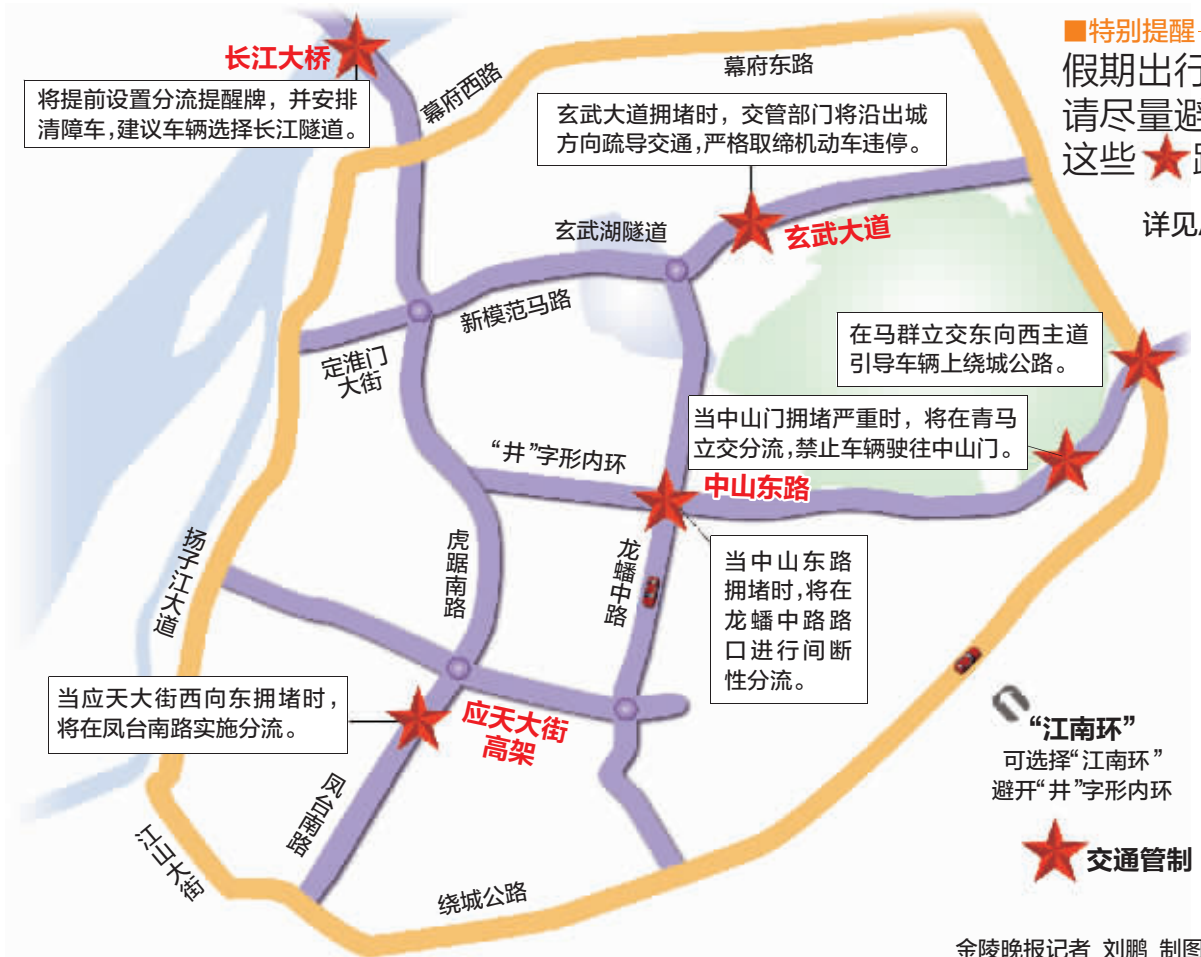 长江大桥
将提前设置分流提醒牌，并安排
清障车，建议车辆选择长江隧道。
幕府西路
幕府东路
■特别提醒
假期出行
请尽量避
这些
详见
玄武大道拥堵时，交管部门将沿出城
方向疏导交通，严格取缔机动车违停。
玄武湖隧道
玄武大道
新模范马路
定淮门
大街
在马群立交东向西主道
引导车辆上绕城公路。
当中山门拥堵严重时，将在青马
立交分流，禁止车辆驶往中山门。
“井”字形内环
中山东路
扬子江大道
虎踞南路
龙蟠中路
当中山东路
拥堵时，将在
龙蟠中路路
口进行间断
性分流。
当应天大街西向东拥堵时，
将在凤台南路实施分流。
应天大街
高架
“江南环”
可选择“江南环”
避开“井”字形内环
凤台南路
江山大街
绕城公路
交通管制
金陵晚报记者 刘鹏 制图